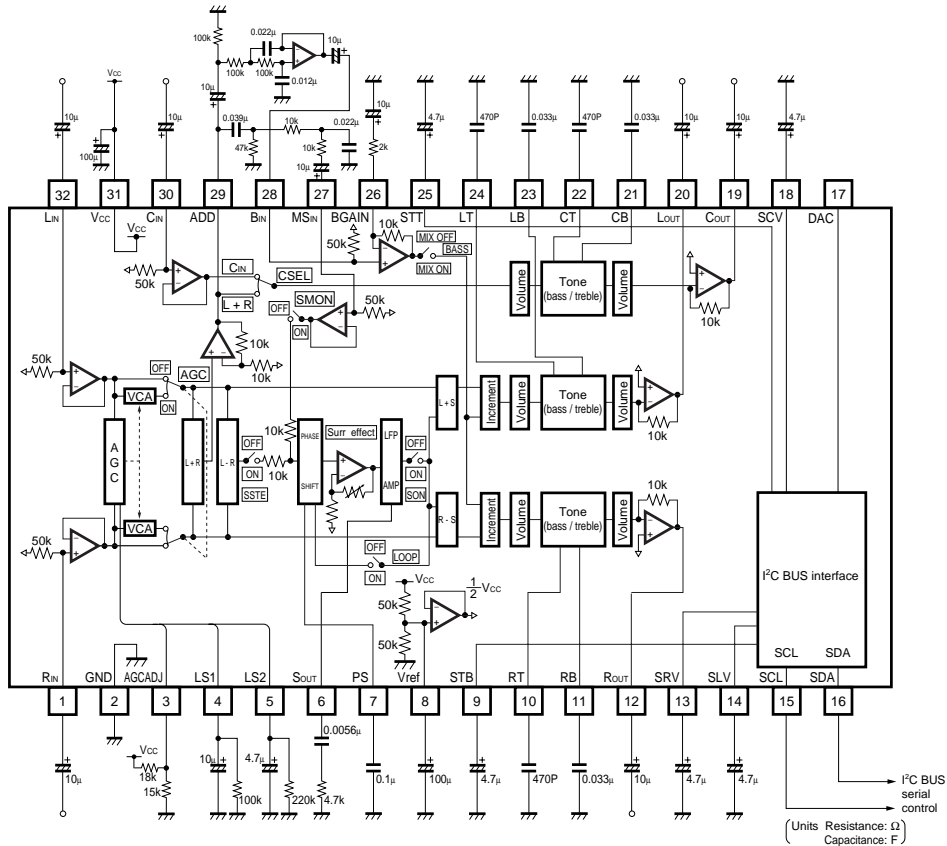 100k
0.022μ
10μ
100k
100k
0.012μ
10μ
VCC
100μ
10μ
10μ
0.039μ
47k
10k
10k
10μ
0.022μ
10μ
2k
4.7μ
470P
0.033μ
470P
0.033μ
10μ
10μ
4.7μ
32 31 30 29 28 27 26 25 24 23 22 21 20 19 18 17
LIN VCC CIN ADD BIN MSIN BGAIN STT LT LB CT CB LOUT COUT SCV DAC
VCC
50k
10k
MIX OFF
BASS
MIX ON
50k
CIN
CSEL
L + R
OFF
SMON
ON
50k
Volume
Tone
(bass / treble)
Volume
10k
10k
10k
50k
OFF
AGC
VCA
ON
AGC
L+R
L - R
OFF
ON
SSTE
10k
10k
PHASE
SHIFT
Surr effect
LFP
AMP
OFF
ON
SON
L + S
Increment
Volume
Tone
(bass / treble)
Volume
10k
VCA
50k
R - S
Increment
Volume
Tone
(bass / treble)
Volume
10k
OFF
LOOP
ON
VCC
50k
50k
1/2 VCC
I²C BUS interface
SCL SDA
RIN GND AGCADJ LS1 LS2 SOUT PS Vref STB RT RB ROUT SRV SLV SCL SDA
1 2 3 4 5 6 7 8 9 10 11 12 13 14 15 16
10μ
VCC
18k
15k
10μ
100k
4.7μ
220k
0.0056μ
4.7k
0.1μ
100μ
4.7μ
470P
0.033μ
10μ
4.7μ
4.7μ
I²C BUS
serial
control
(Units Resistance: Ω
Capacitance: F)